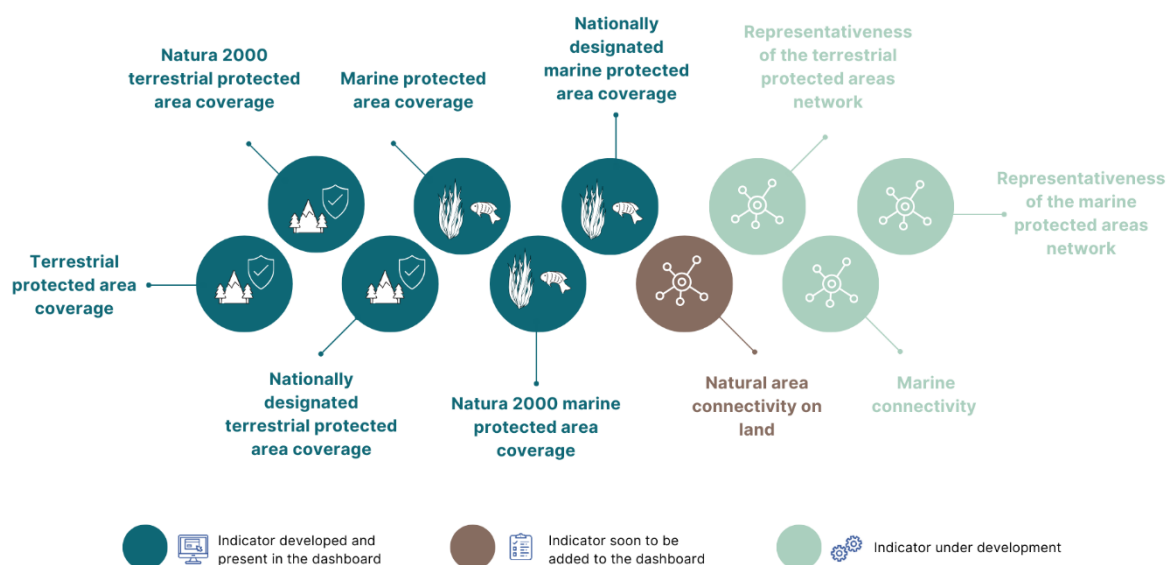 Natura 2000
terrestrial protected
area coverage
Marine protected
area coverage
Nationally
designated
marine protected
area coverage
Representativeness
of the terrestrial
protected areas
network
Representativeness
of the marine
protected areas
network
Terrestrial
protected area
coverage
Nationally
designated
terrestrial protected
area coverage
Natura 2000 marine
protected area
coverage
Natural area
connectivity on
land
Marine
connectivity
Indicator developed and
present in the dashboard
Indicator soon to be
added to the dashboard
Indicator under development